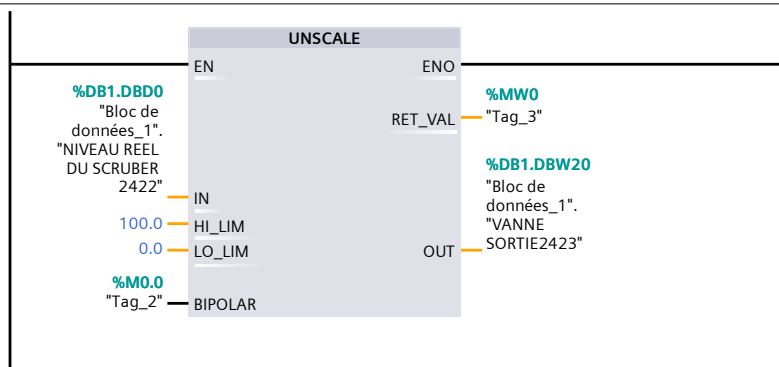 UNSCALE
EN
ENO
%DB1.DBD0
"Bloc de
données_1".
"NIVEAU REEL
DU SCRUBER
2422"
IN
100.0
HI_LIM
0.0
LO_LIM
%M0.0
"Tag_2"
BIPOLAR
%MW0
RET_VAL
"Tag_3"
%DB1.DBW20
"Bloc de
données_1".
"VANNE
SORTIE2423"
OUT